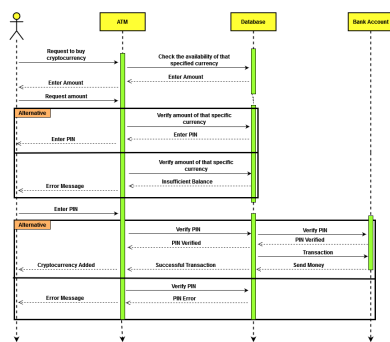 ATM
Database
Bank Account
Request to buy
cryptocurrency
Check the availability of that
specified currency
Enter Amount
Enter Amount
Request amount
Alternative
Verify amount of that specific
currency
Enter PIN
Enter PIN
Verify amount of that specific
currency
Insufficient Balance
Error Message
Enter PIN
Alternative
Verify PIN
Verify PIN
PIN Verified
PIN Verified
Transaction
Cryptocurrency Added
Successful Transaction
Send Money
Verify PIN
Error Message
PIN Error